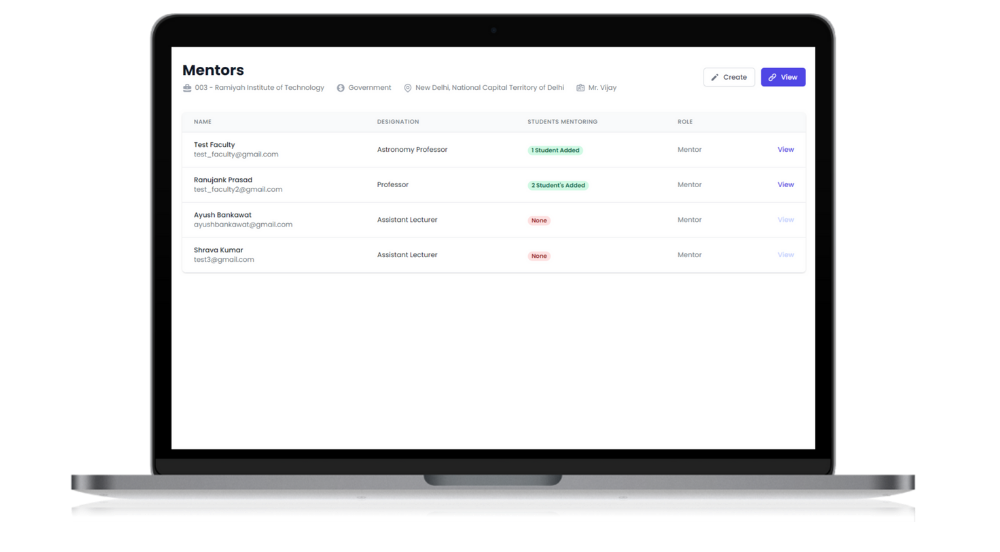 Mentors
003 - Ramiyah Institute of Technology Government New Delhi, National Capital Territory of Delhi Mr. Vijay
Create View
NAME DESIGNATION STUDENTS MENTORING ROLE
Test Faculty
test_faculty@gmail.com
Astronomy Professor 1 Student Added Mentor View
Ranujank Prasad
test_faculty2@gmail.com
Professor 2 Student's Added Mentor View
Ayush Bankawat
ayushbankawat@gmail.com
Assistant Lecturer None Mentor View
Shrava Kumar
test3@gmail.com
Assistant Lecturer None Mentor View